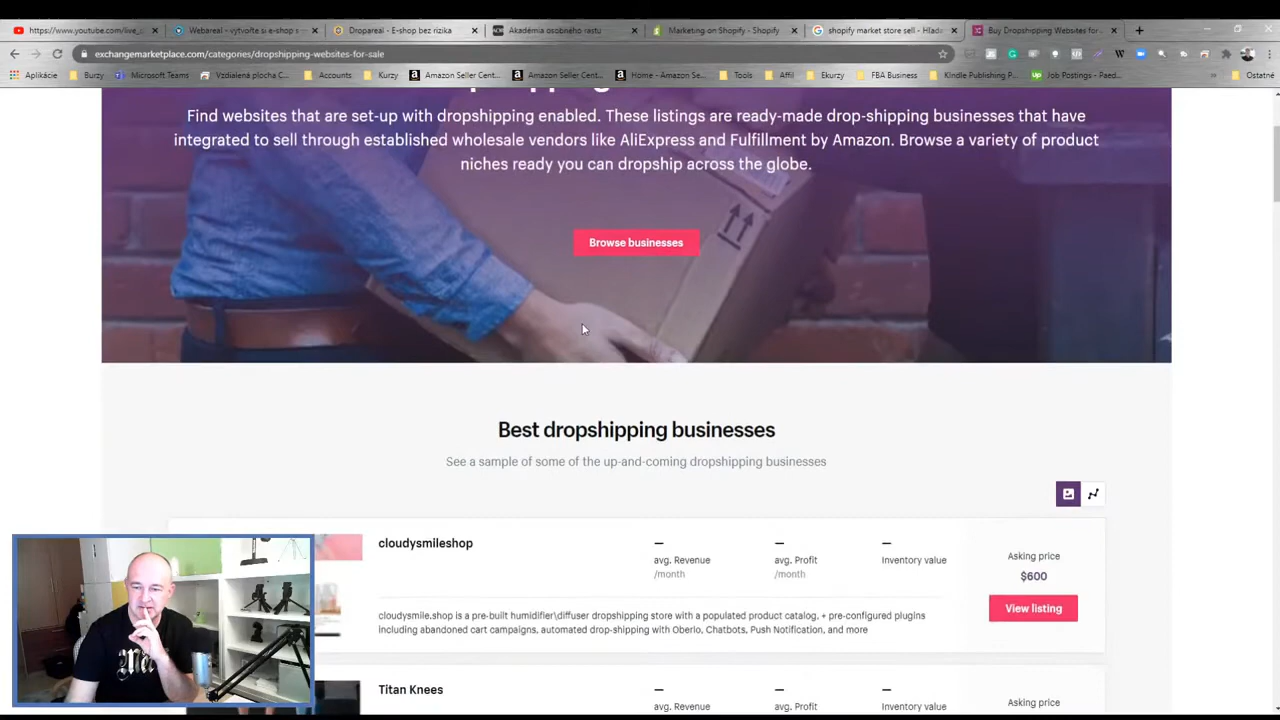 https://www.youtube.com/live_
Webareal - vytvořte si e-shop s
Dropareal - E-shop bez rizika
Akadémia osobného rastu
Marketing on Shopify - Shopify
shopify market store sell - Hľada
Buy Dropshipping Websites for
exchangemarketplace.com/categories/dropshipping-websites-for-sale
Aplikácie
Burzy
Microsoft Teams
Vzdialená plocha C...
Accounts
Kurzy
Amazon Seller Cent...
Amazon Seller Cent...
Home - Amazon Se...
Tools
Affil
Ekurzy
FBA Business
Kindle Publishing P...
Job Postings - Paed...
Ostatné
Find websites that are set-up with dropshipping enabled. These listings are ready-made drop-shipping businesses that have
integrated to sell through established wholesale vendors like AliExpress and Fulfillment by Amazon. Browse a variety of product
niches ready you can dropship across the globe.
Browse businesses
Best dropshipping businesses
See a sample of some of the up-and-coming dropshipping businesses
cloudysmileshop
avg. Revenue
/month
avg. Profit
/month
Inventory value
Asking price
$600
View listing
cloudysmile.shop is a pre-built humidifier\diffuser dropshipping store with a populated product catalog, + pre-configured plugins
including abandoned cart campaigns, automated drop-shipping with Oberlo, Chatbots, Push Notification, and more
Titan Knees
avg. Revenue
avg. Profit
Inventory value
Asking price